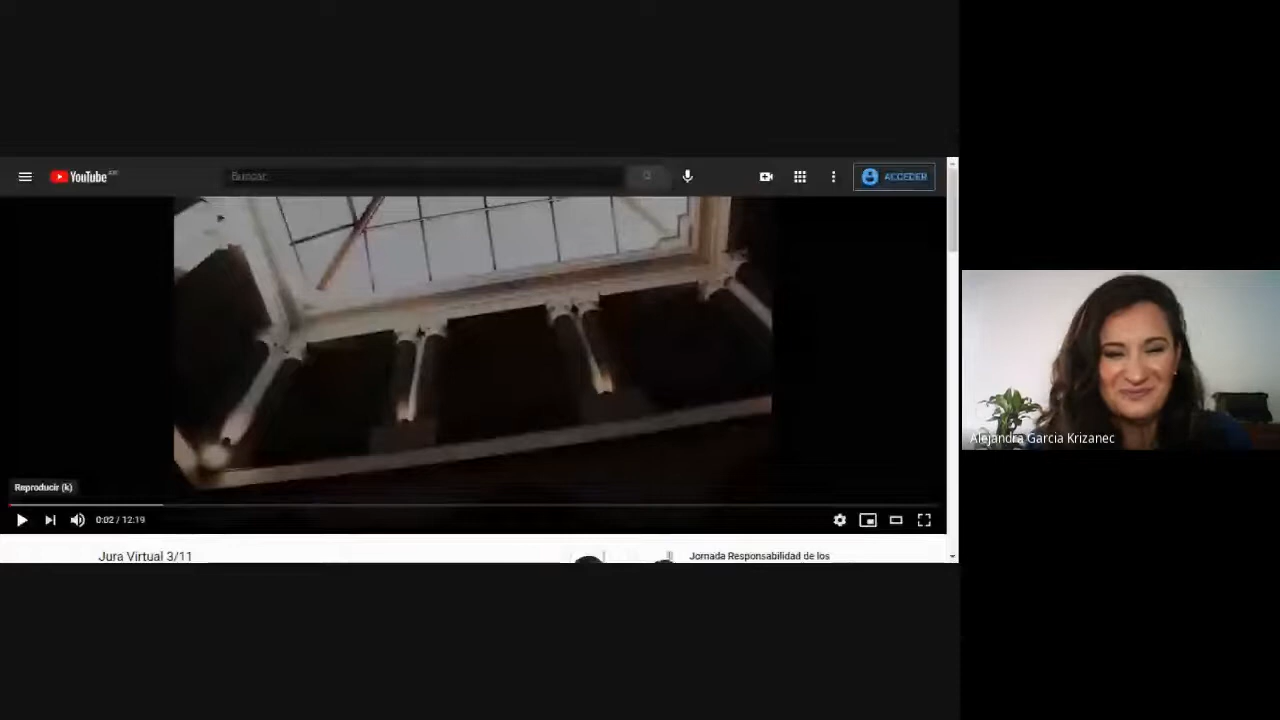 YouTube AR
Buscar
ACCEDER
Reproducir (k)
0:02 / 12:19
Jura Virtual 3/11
Jornada Responsabilidad de los
Alejandra Garcia Krizanec